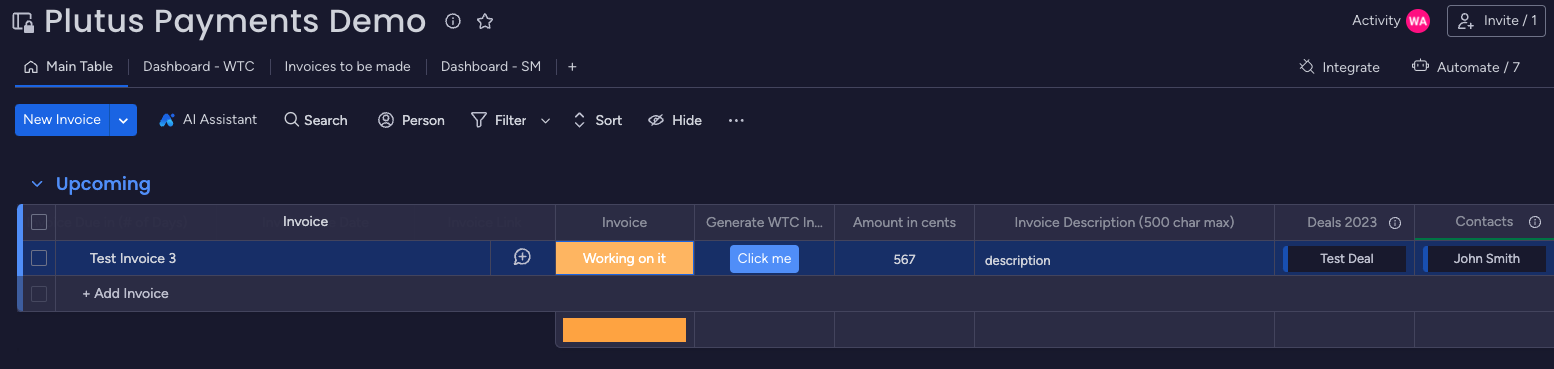 Plutus Payments Demo
Activity WA Invite / 1
Main Table Dashboard - WTC Invoices to be made Dashboard - SM + Integrate Automate / 7
New Invoice AI Assistant Search Person Filter Sort Hide ...
Upcoming
Invoice Invoice Generate WTC In... Amount in cents Invoice Description (500 char max) Deals 2023 Contacts
Test Invoice 3 Working on it Click me 567 description Test Deal John Smith
+ Add Invoice